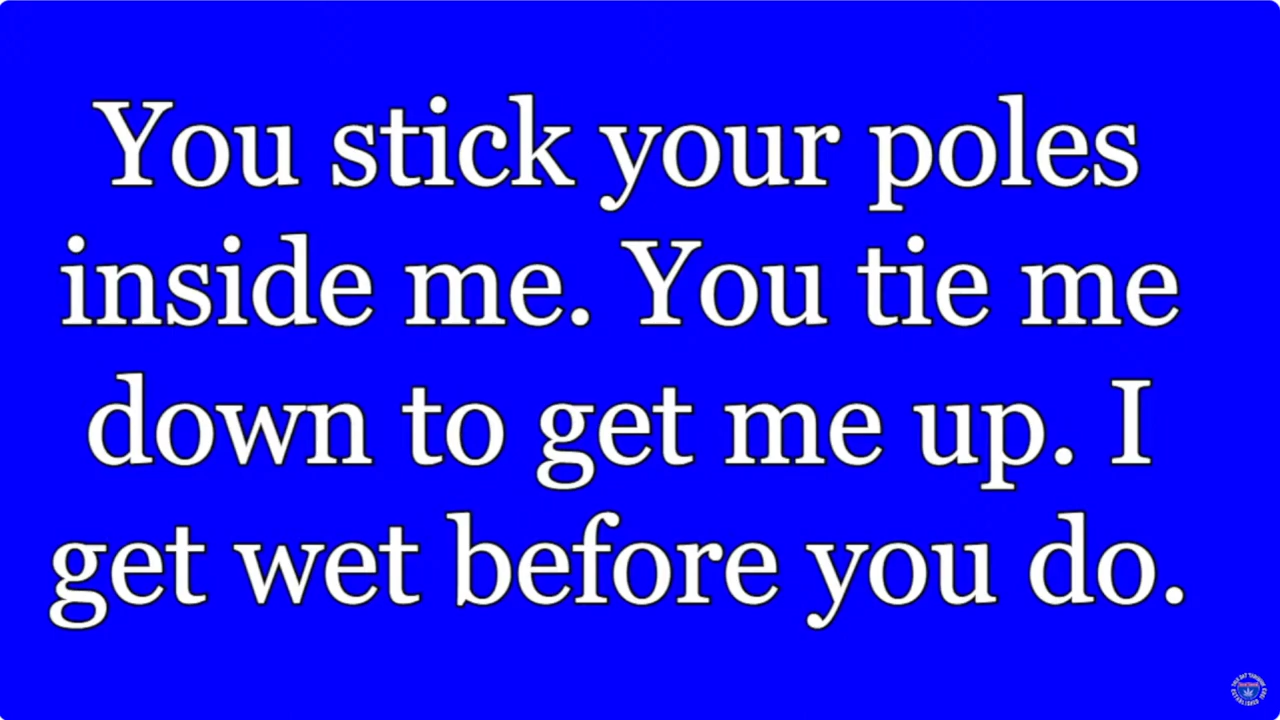 You stick your poles
inside me. You tie me
down to get me up. I
get wet before you do.